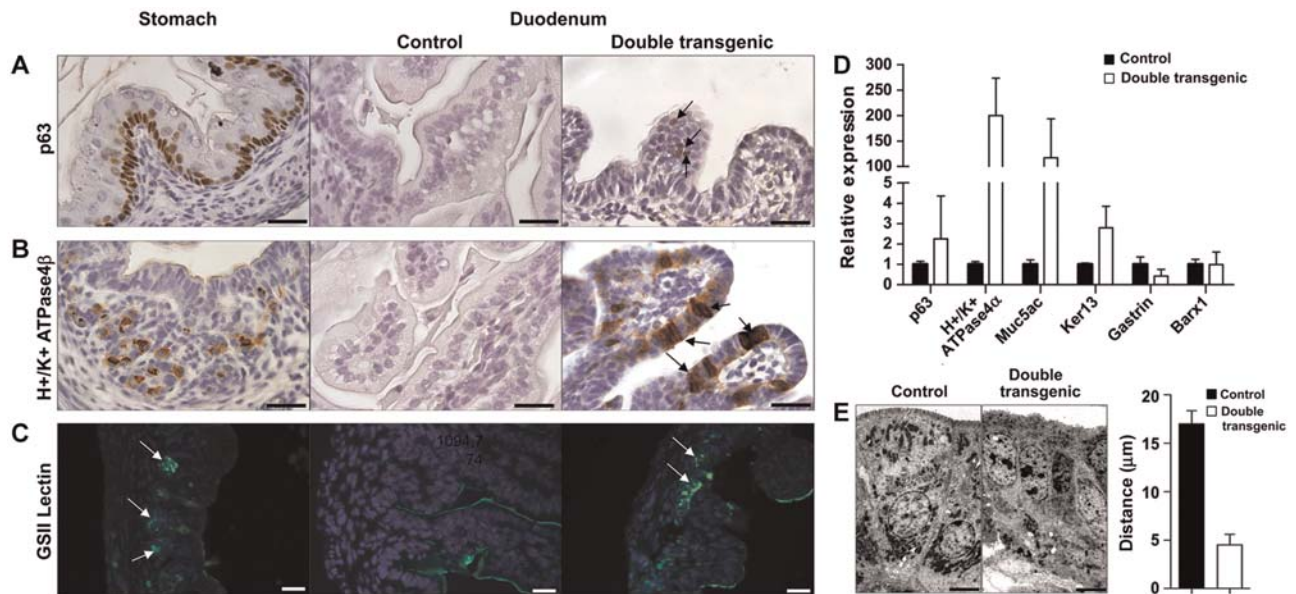 Stomach
Duodenum
Control
Double transgenic
A
p63
B
H+/K+ ATPase4β
C
GSII Lectin
1094,7
74
D
Control
Double transgenic
Relative expression
300
250
200
150
100
5
4
3
2
1
0
p63
H+/K+
ATPase4α
Muc5ac
Ker13
Gastrin
Barx1
E
Control
Double
transgenic
Control
Double
transgenic
Distance (μm)
20
15
10
5
0